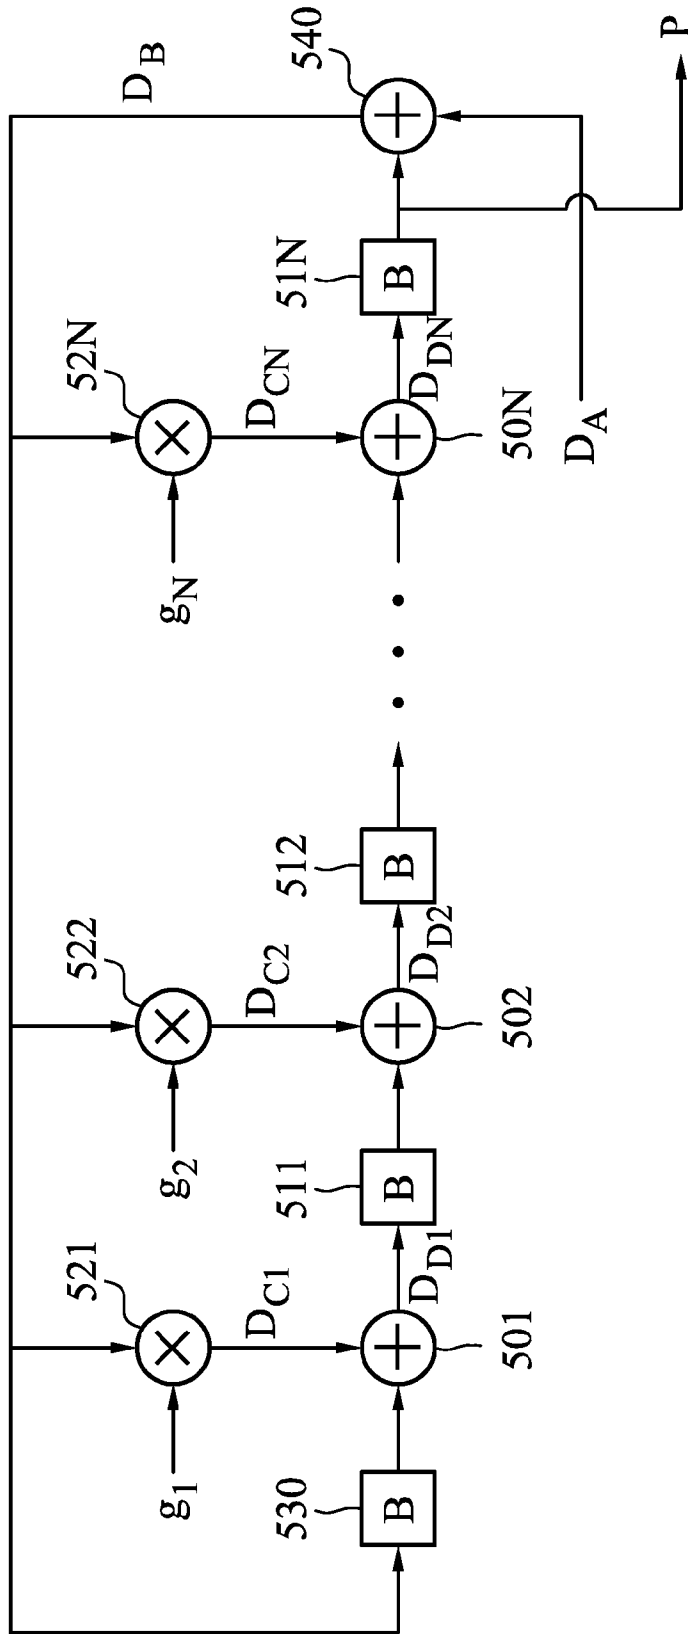 D_B
521
522
52N
g_1
g_2
g_N
D_C1
D_C2
D_CN
540
530
511
512
51N
B
B
B
B
D_D1
D_D2
D_DN
501
502
50N
D_A
P